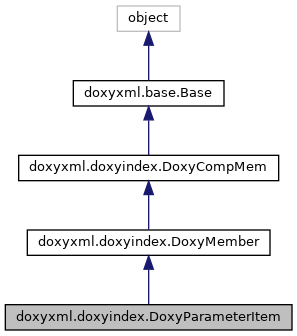 object
doxyxml.base.Base
doxyxml.doxyindex.DoxyCompMem
doxyxml.doxyindex.DoxyMember
doxyxml.doxyindex.DoxyParameterItem